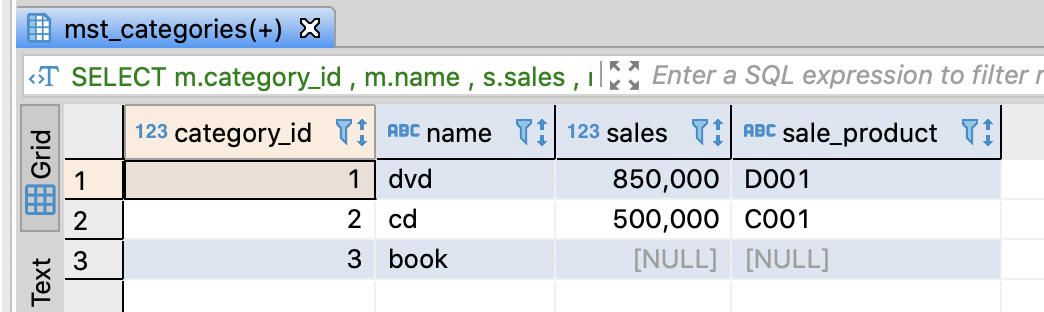 mst_categories(+)
SELECT m.category_id , m.name , s.sales , Enter a SQL expression to filter
Grid
Text
123 category_id ABC name 123 sales ABC sale_product
1 1 dvd 850,000 D001
2 2 cd 500,000 C001
3 3 book [NULL] [NULL]